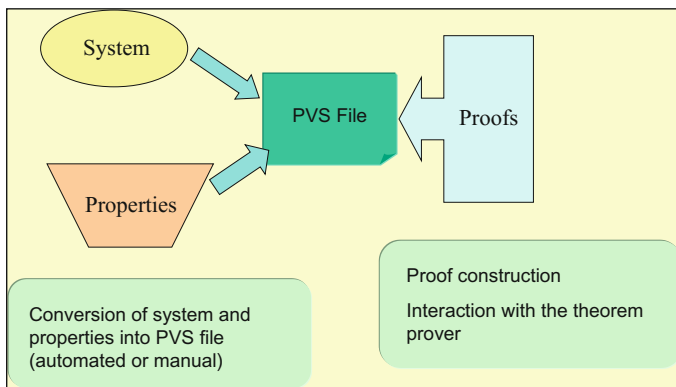 System
PVS File
Proofs
Properties
Conversion of system and
properties into PVS file
(automated or manual)
Proof construction
Interaction with the theorem
prover